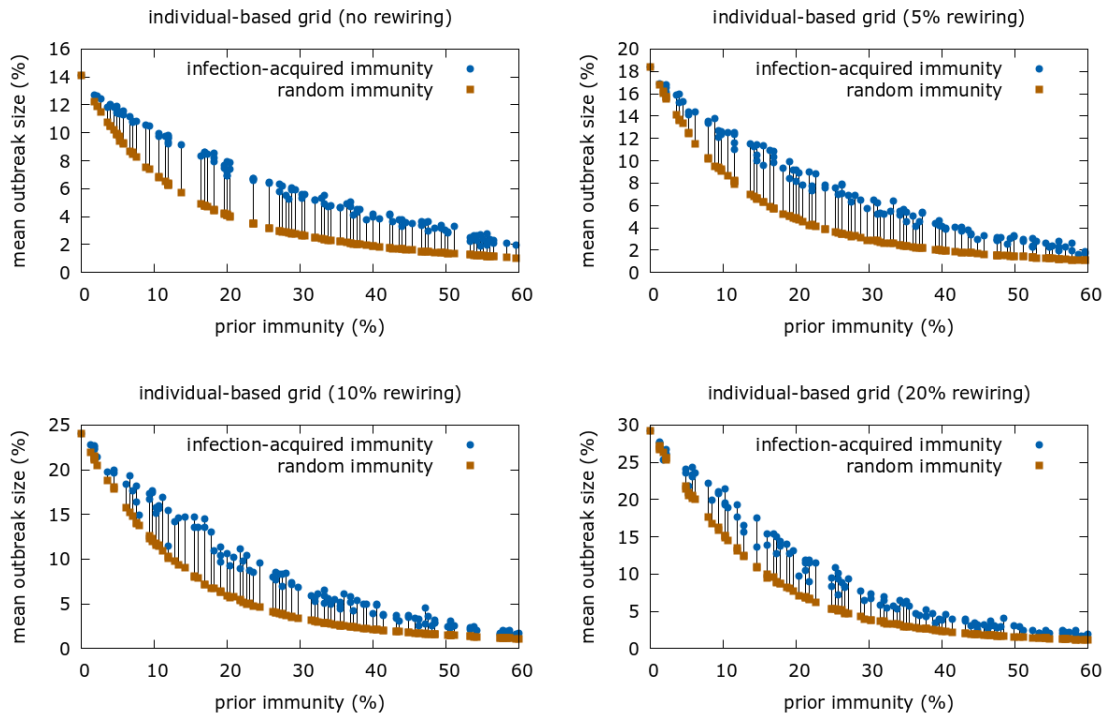 individual-based grid (no rewiring)
mean outbreak size (%)
16
14
12
10
8
6
4
2
0
infection-acquired immunity
random immunity
0 10 20 30 40 50 60
prior immunity (%)
individual-based grid (5% rewiring)
mean outbreak size (%)
20
18
16
14
12
10
8
6
4
2
0
infection-acquired immunity
random immunity
0 10 20 30 40 50 60
prior immunity (%)
individual-based grid (10% rewiring)
mean outbreak size (%)
25
20
15
10
5
0
infection-acquired immunity
random immunity
0 10 20 30 40 50 60
prior immunity (%)
individual-based grid (20% rewiring)
mean outbreak size (%)
30
25
20
15
10
5
0
infection-acquired immunity
random immunity
0 10 20 30 40 50 60
prior immunity (%)